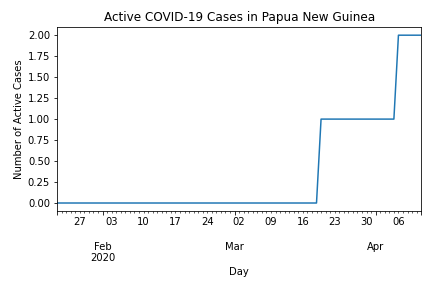 Active COVID-19 Cases in Papua New Guinea
2.00
1.75
1.50
1.25
1.00
0.75
0.50
0.25
0.00
Number of Active Cases
27 03 10 17 24 02 09 16 23 30 06
Feb Mar Apr
2020
Day